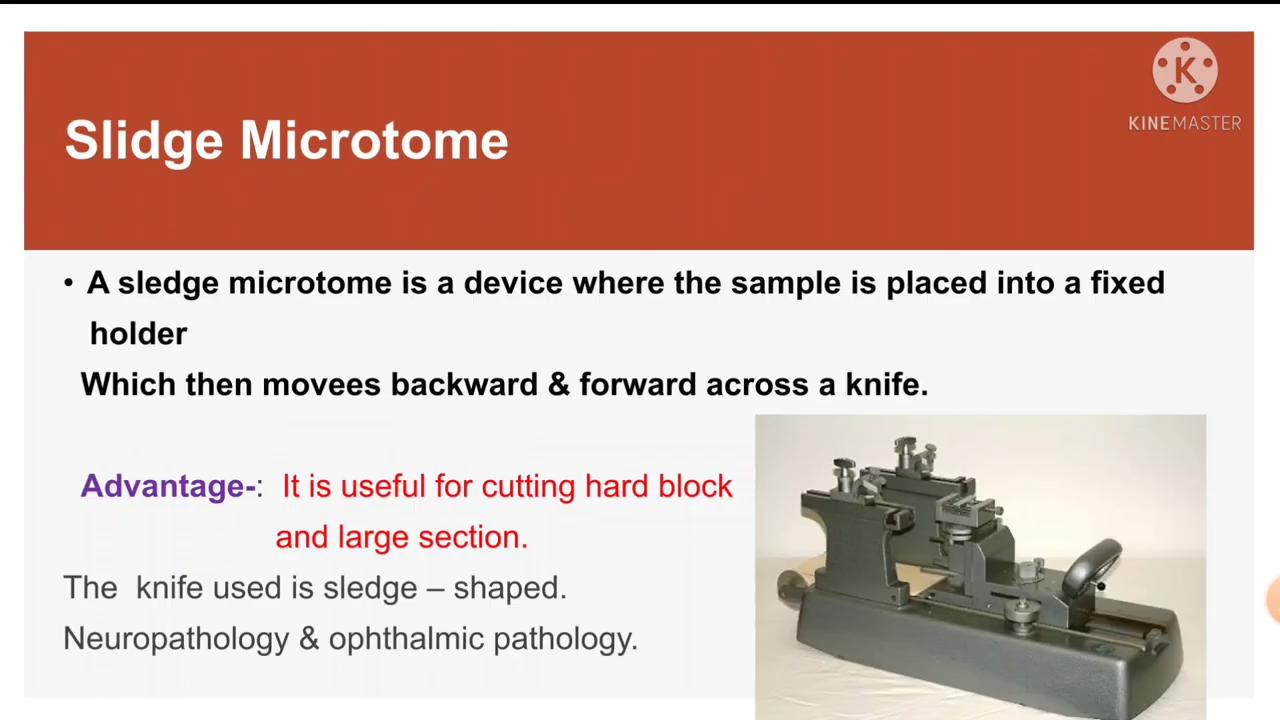 KINEMASTER
Slidge Microtome
• A sledge microtome is a device where the sample is placed into a fixed
holder
Which then movees backward & forward across a knife.
Advantage-: It is useful for cutting hard block
and large section.
The knife used is sledge – shaped.
Neuropathology & ophthalmic pathology.